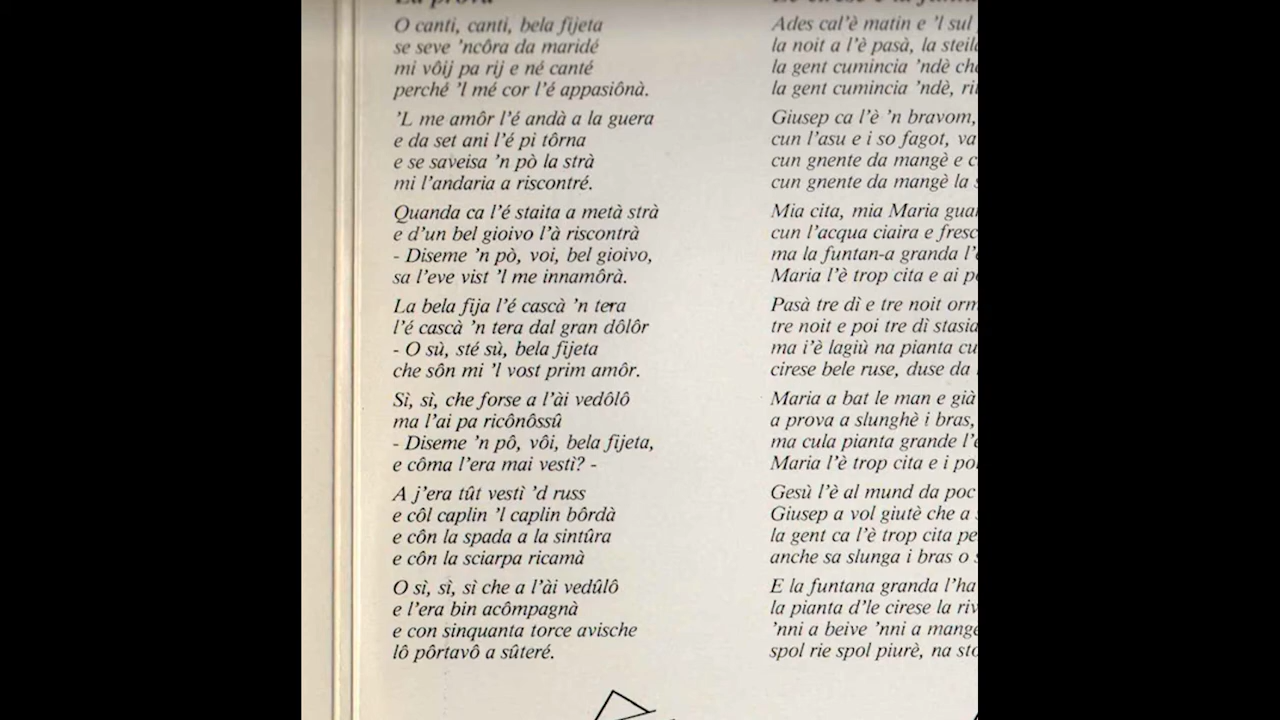 La prova
O canti, canti, bela fijeta
se seve 'ncôra da maridé
mi vôij pa rij e né canté
perché 'l mé cor l'é appasiônà.
'L me amôr l'é andà a la guera
e da set ani l'é pi tôrna
e se saveisa 'n pò la strà
mi l'andaria a riscontré.
Quanda ca l'é staita a metà strà
e d'un bel gioivo l'à riscontrà
- Diseme 'n pò, voi, bel gioivo,
sa l'eve vist 'l me innamôrà.
La bela fija l'é cascà 'n tera
l'é cascà 'n tera dal gran dôlôr
- O sù, sté sù, bela fijeta
che sôn mi 'l vost prim amôr.
Sì, sì, che forse a l'ài vedôlô
ma l'ai pa ricônôssû
- Diseme 'n pô, vôi, bela fijeta,
e côma l'era mai vestì? -
A j'era tût vestì 'd russ
e côl caplin 'l caplin bôrdà
e côn la spada a la sintûra
e côn la sciarpa ricamà
O sì, sì, sì che a l'ài vedûlô
e l'era bin acômpagnà
e con sinquanta torce avische
lô pôrtavô a sûteré.
Ades cal'è matin e 'l sul
la noit a l'è pasà, la steil
la gent cumincia 'ndè
la gent cumincia 'ndè,
Giusep ca l'è 'n bravom,
cun l'asu e i so fagot, va
cun gnente da mangè e
cun gnente da mangè la
Mia cita, mia Maria
cun l'acqua ciaira e fresc
ma la funtan-a granda
Maria l'è trop cita e ai
Pasà tre dì e tre noit
tre noit e poi tre dì
ma i'è lagiù na pianta
cirese bele ruse, duse da
Maria a bat le man e già
a prova a slunghè i bras,
ma cula pianta grande
Maria l'è trop cita e i
Gesù l'è al mund da poc
Giusep a vol giutè che a
la gent ca l'è trop cita
anche sa slunga i bras o
E la funtana granda l'ha
la pianta d'le cirese la
'nni a beive 'nni a
spol rie spol piurè, na